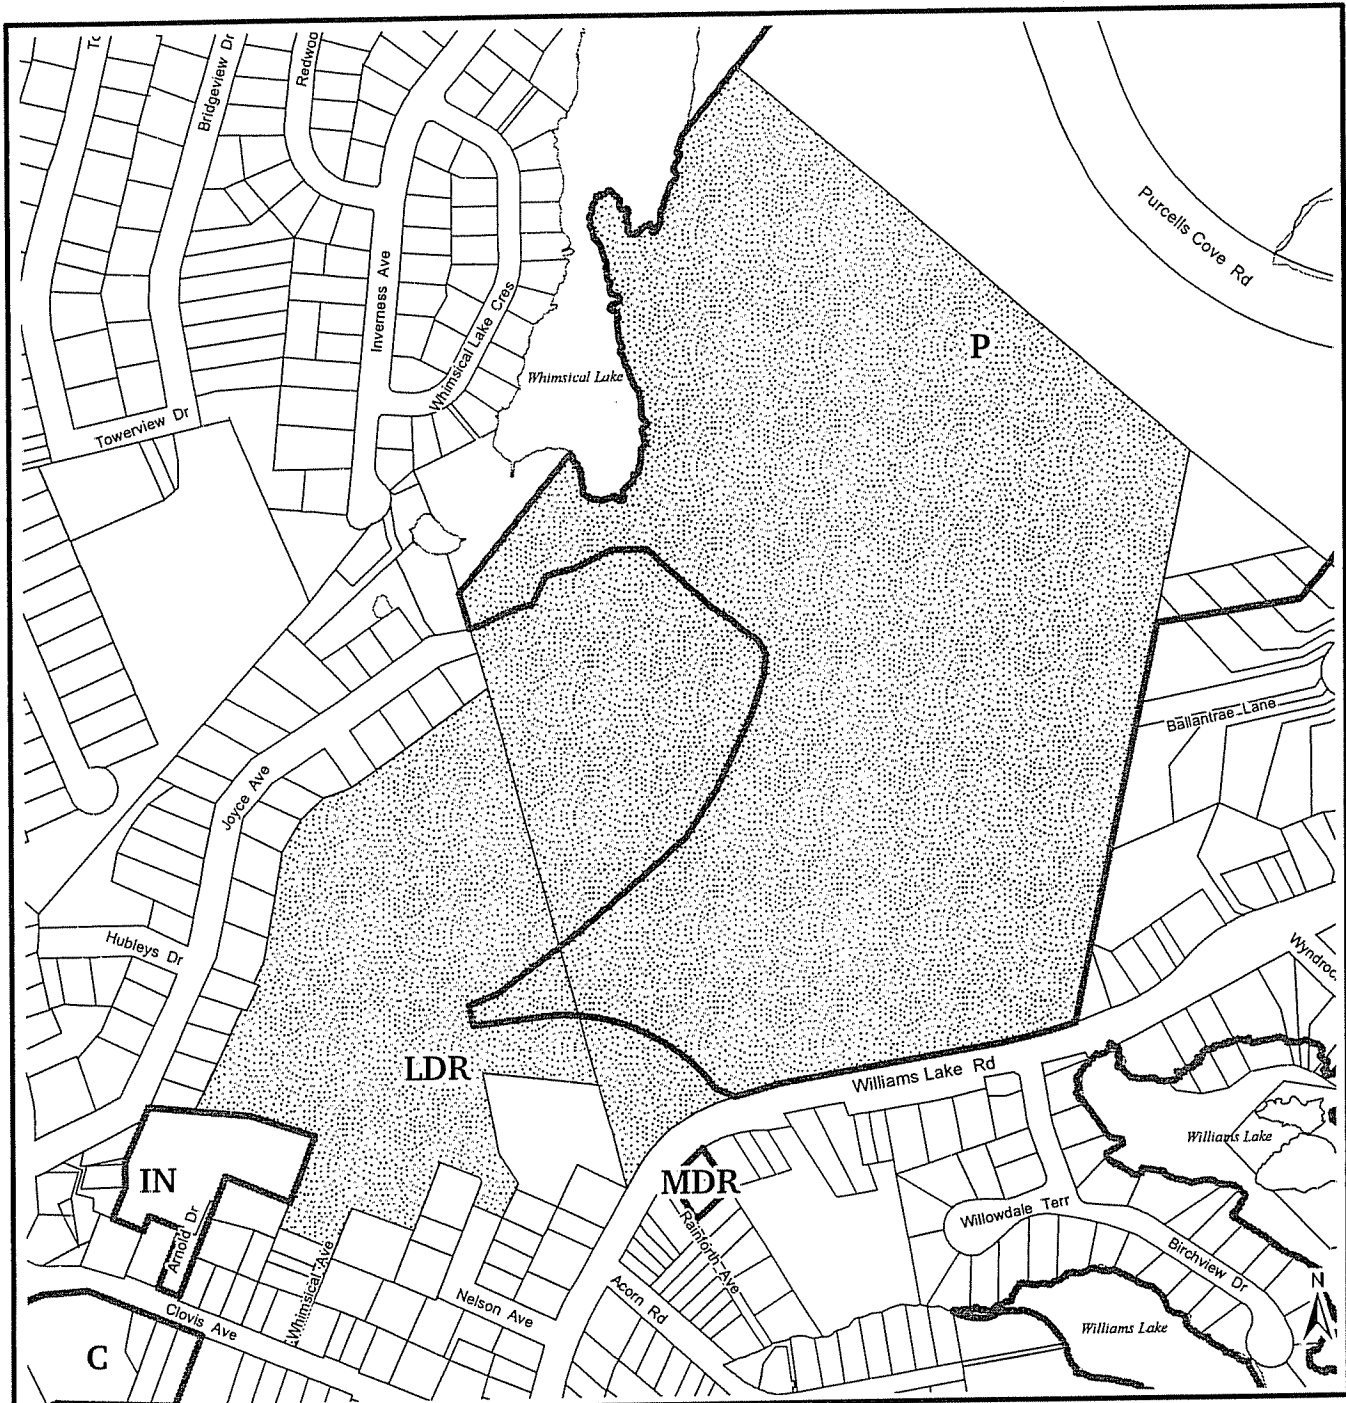 Bridgeview Dr
Redwoo
Purcells Cove Rd
Inverness Ave
Whimsical Lake Cres
P
Whimsical Lake
Towerview Dr
Ballantrae Lane
Joyce Ave
Hubleys Dr
Wyndroc
LDR
Williams Lake Rd
Williams Lake
IN
MDR
Arnold Dr
Willowdale Terr
Rainforth Ave
Birchview Dr
Whimsical Ave
Acorn Rd
N
Nelson Ave
Clovis Ave
Williams Lake
C